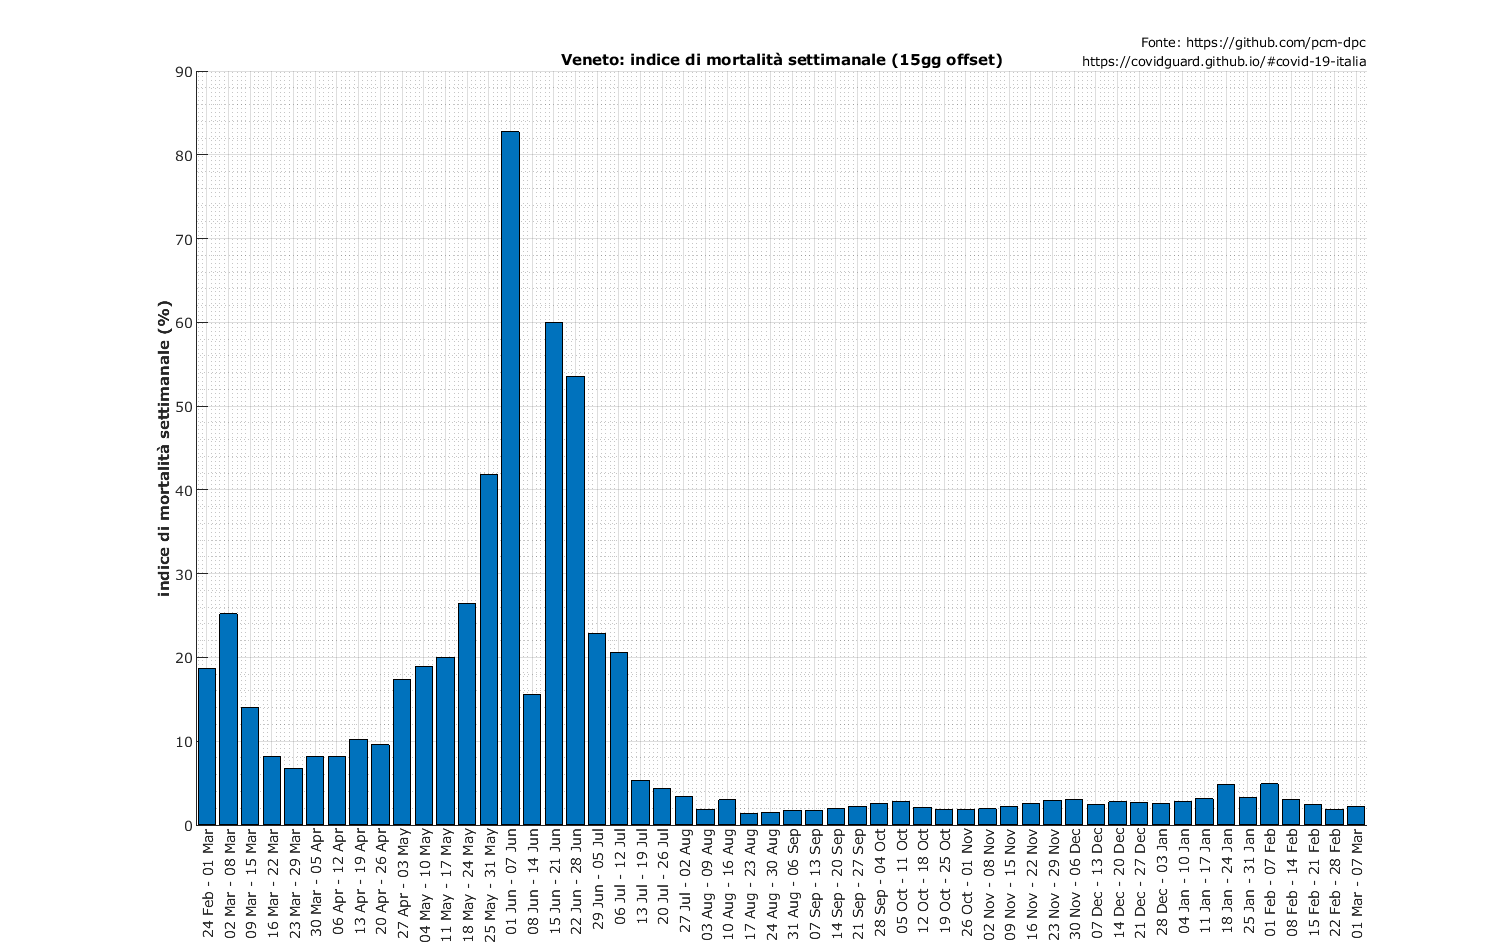 Fonte: https://github.com/pcm-dpc
https://covidguard.github.io/#covid-19-italia
Veneto: indice di mortalità settimanale (15gg offset)
indice di mortalità settimanale (%)
90
80
70
60
50
40
30
20
10
0
24 Feb - 01 Mar
02 Mar - 08 Mar
09 Mar - 15 Mar
16 Mar - 22 Mar
23 Mar - 29 Mar
30 Mar - 05 Apr
06 Apr - 12 Apr
13 Apr - 19 Apr
20 Apr - 26 Apr
27 Apr - 03 May
04 May - 10 May
11 May - 17 May
18 May - 24 May
25 May - 31 May
01 Jun - 07 Jun
08 Jun - 14 Jun
15 Jun - 21 Jun
22 Jun - 28 Jun
29 Jun - 05 Jul
06 Jul - 12 Jul
13 Jul - 19 Jul
20 Jul - 26 Jul
27 Jul - 02 Aug
03 Aug - 09 Aug
10 Aug - 16 Aug
17 Aug - 23 Aug
24 Aug - 30 Aug
31 Aug - 06 Sep
07 Sep - 13 Sep
14 Sep - 20 Sep
21 Sep - 27 Sep
28 Sep - 04 Oct
05 Oct - 11 Oct
12 Oct - 18 Oct
19 Oct - 25 Oct
26 Oct - 01 Nov
02 Nov - 08 Nov
09 Nov - 15 Nov
16 Nov - 22 Nov
23 Nov - 29 Nov
30 Nov - 06 Dec
07 Dec - 13 Dec
14 Dec - 20 Dec
21 Dec - 27 Dec
28 Dec - 03 Jan
04 Jan - 10 Jan
11 Jan - 17 Jan
18 Jan - 24 Jan
25 Jan - 31 Jan
01 Feb - 07 Feb
08 Feb - 14 Feb
15 Feb - 21 Feb
22 Feb - 28 Feb
01 Mar - 07 Mar